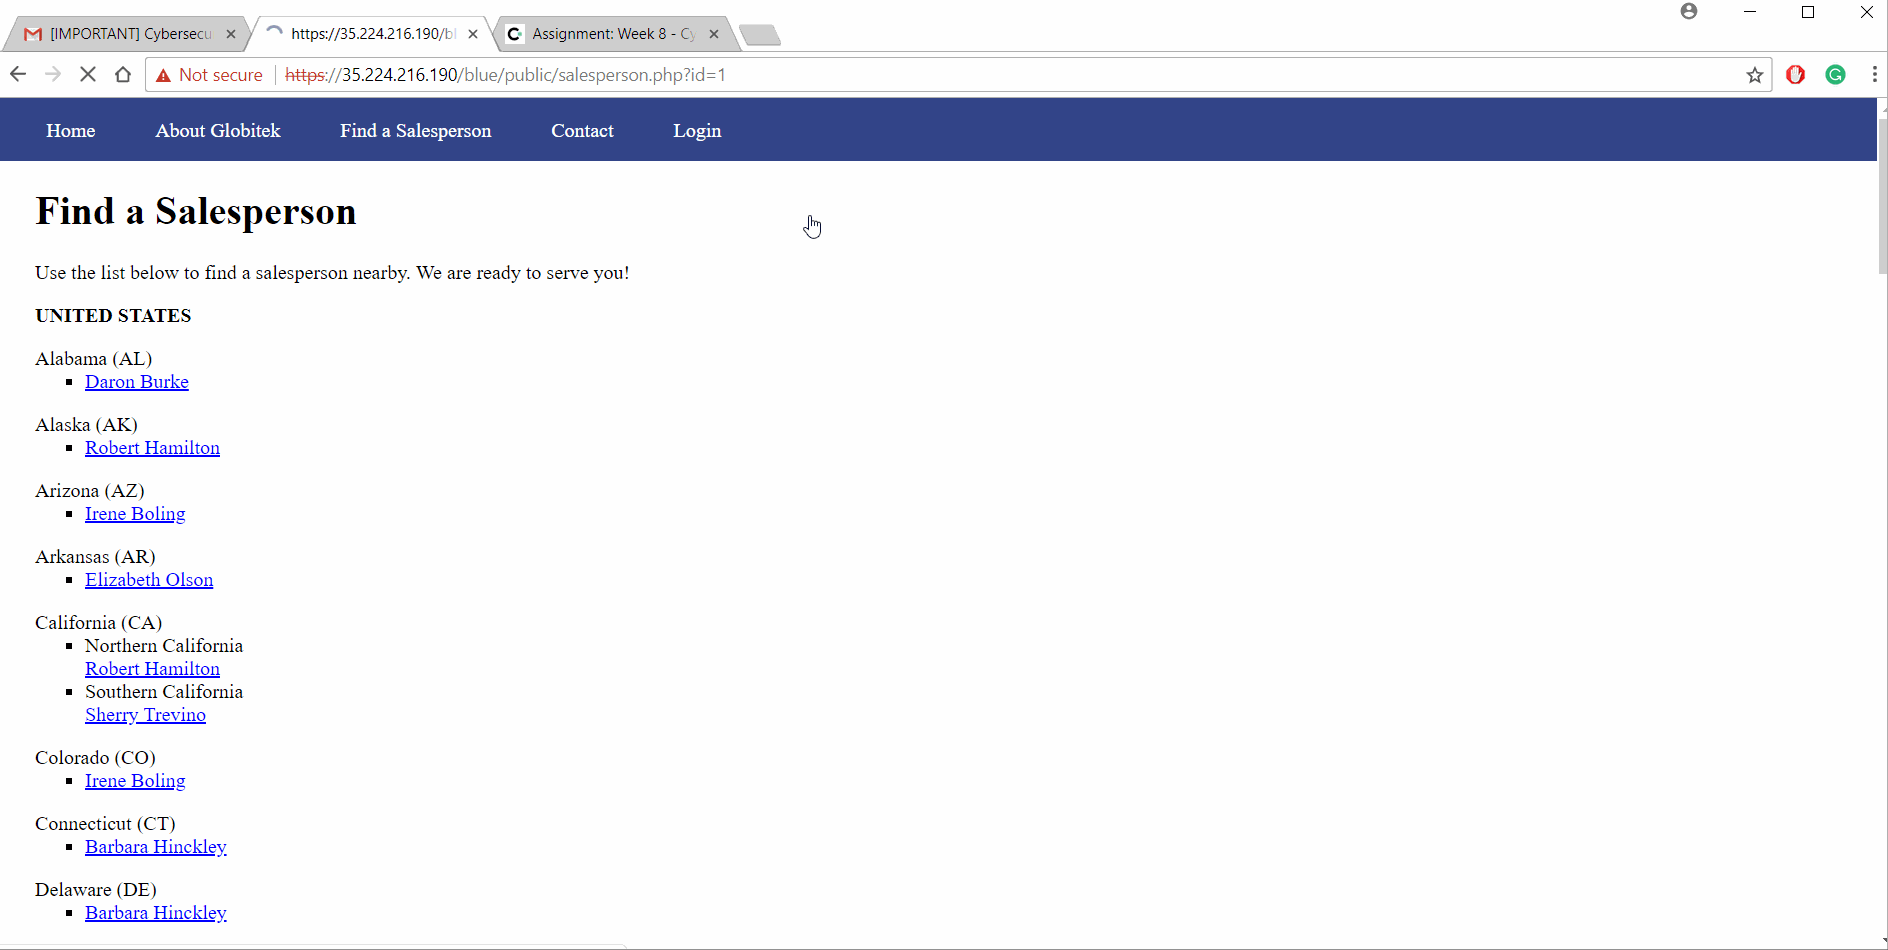 [IMPORTANT] Cybersecu
https://35.224.216.190/bl
Assignment: Week 8 - Cy
Not secure
https://35.224.216.190/blue/public/salesperson.php?id=1
Home
About Globitek
Find a Salesperson
Contact
Login
Find a Salesperson
Use the list below to find a salesperson nearby. We are ready to serve you!
UNITED STATES
Alabama (AL)
Daron Burke
Alaska (AK)
Robert Hamilton
Arizona (AZ)
Irene Boling
Arkansas (AR)
Elizabeth Olson
California (CA)
Northern California
Robert Hamilton
Southern California
Sherry Trevino
Colorado (CO)
Irene Boling
Connecticut (CT)
Barbara Hinckley
Delaware (DE)
Barbara Hinckley